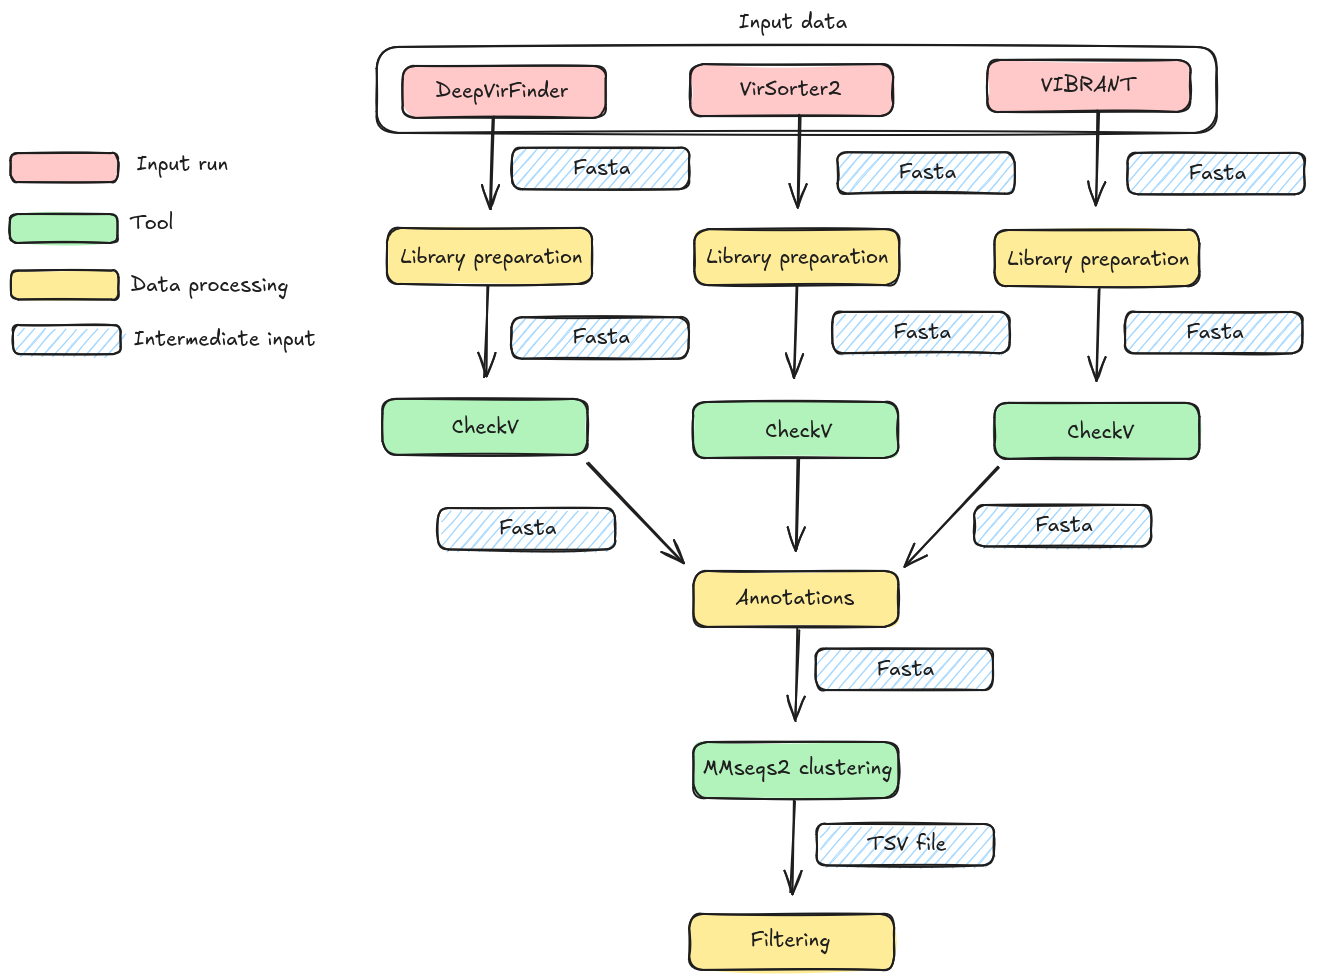 Input data
DeepVirFinder
VirSorter2
VIBRANT
Input run
Tool
Data processing
Intermediate input
Fasta
Fasta
Fasta
Library preparation
Library preparation
Library preparation
Fasta
Fasta
Fasta
CheckV
CheckV
CheckV
Fasta
Fasta
Annotations
Fasta
MMseqs2 clustering
TSV file
Filtering